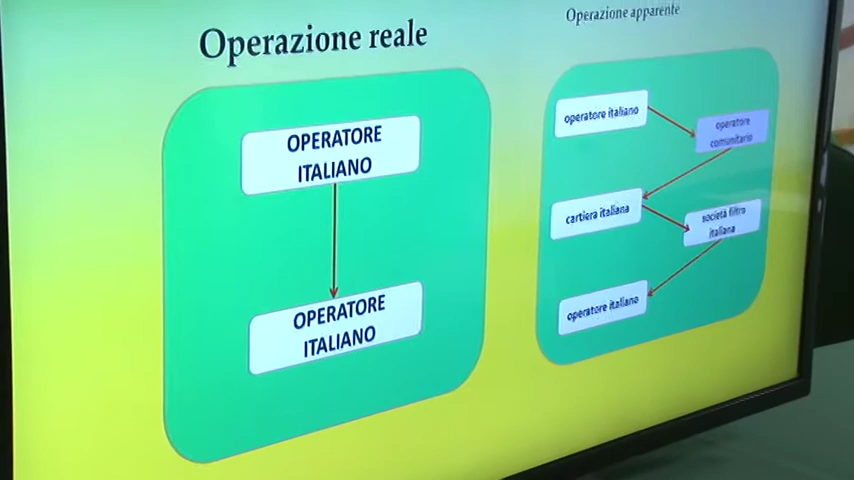 Operazione reale
OPERATORE
ITALIANO
OPERATORE
ITALIANO
Operazione apparente
operatore italiano
operatore
comunitario
cartiera italiana
società filtro
italiana
operatore italiano